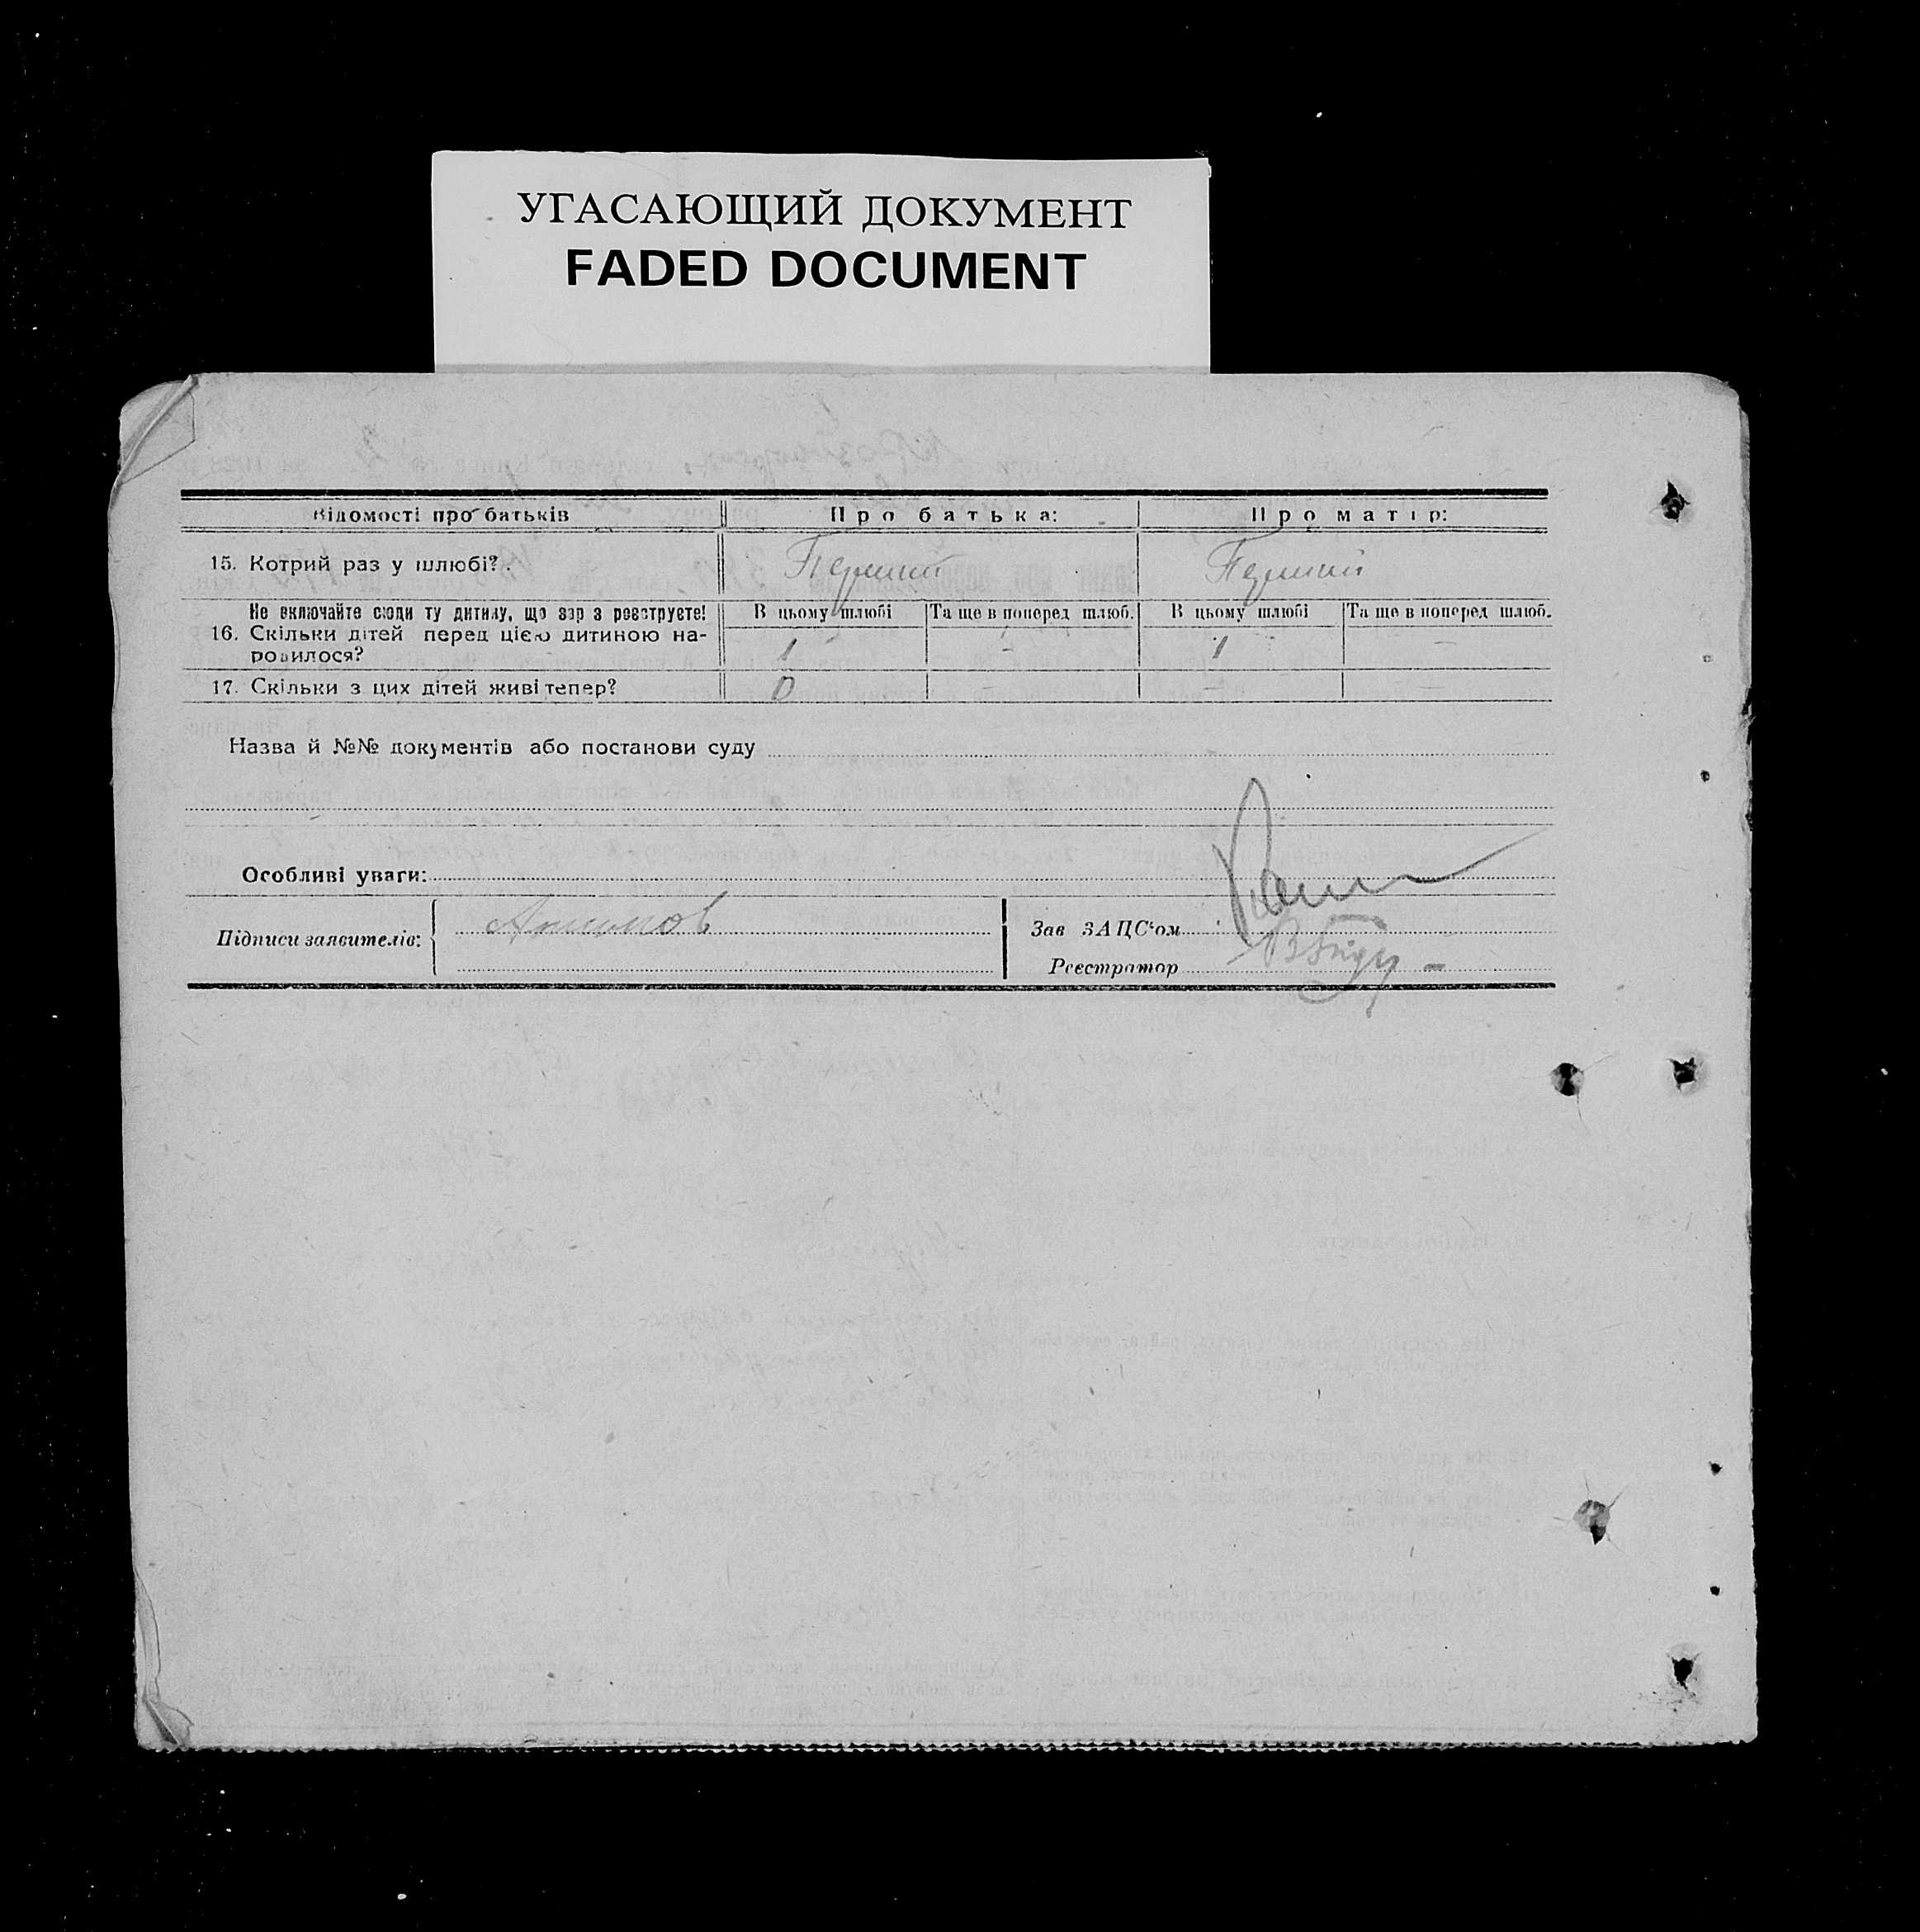 УГАСАЮЩИЙ ДОКУМЕНТ
FADED DOCUMENT
Відомості про батьків Про батька: Про матір:
15. Котрий раз у шлюбі? Перший Перший
Не включайте сюди ту дитину, що зар з реєструєте! В цьому шлюбі Та ще в поперед шлюб. В цьому шлюбі Та ще в поперед шлюб.
16. Скільки дітей перед цією дитиною на-
родилося? 1 - 1 -
17. Скільки з цих дітей живі тепер? 0 - - -
Назва й №№ документів або постанови суду
Особливі уваги:
Підписи заявителів:
Зав ЗАЦС'ом
Реєстратор